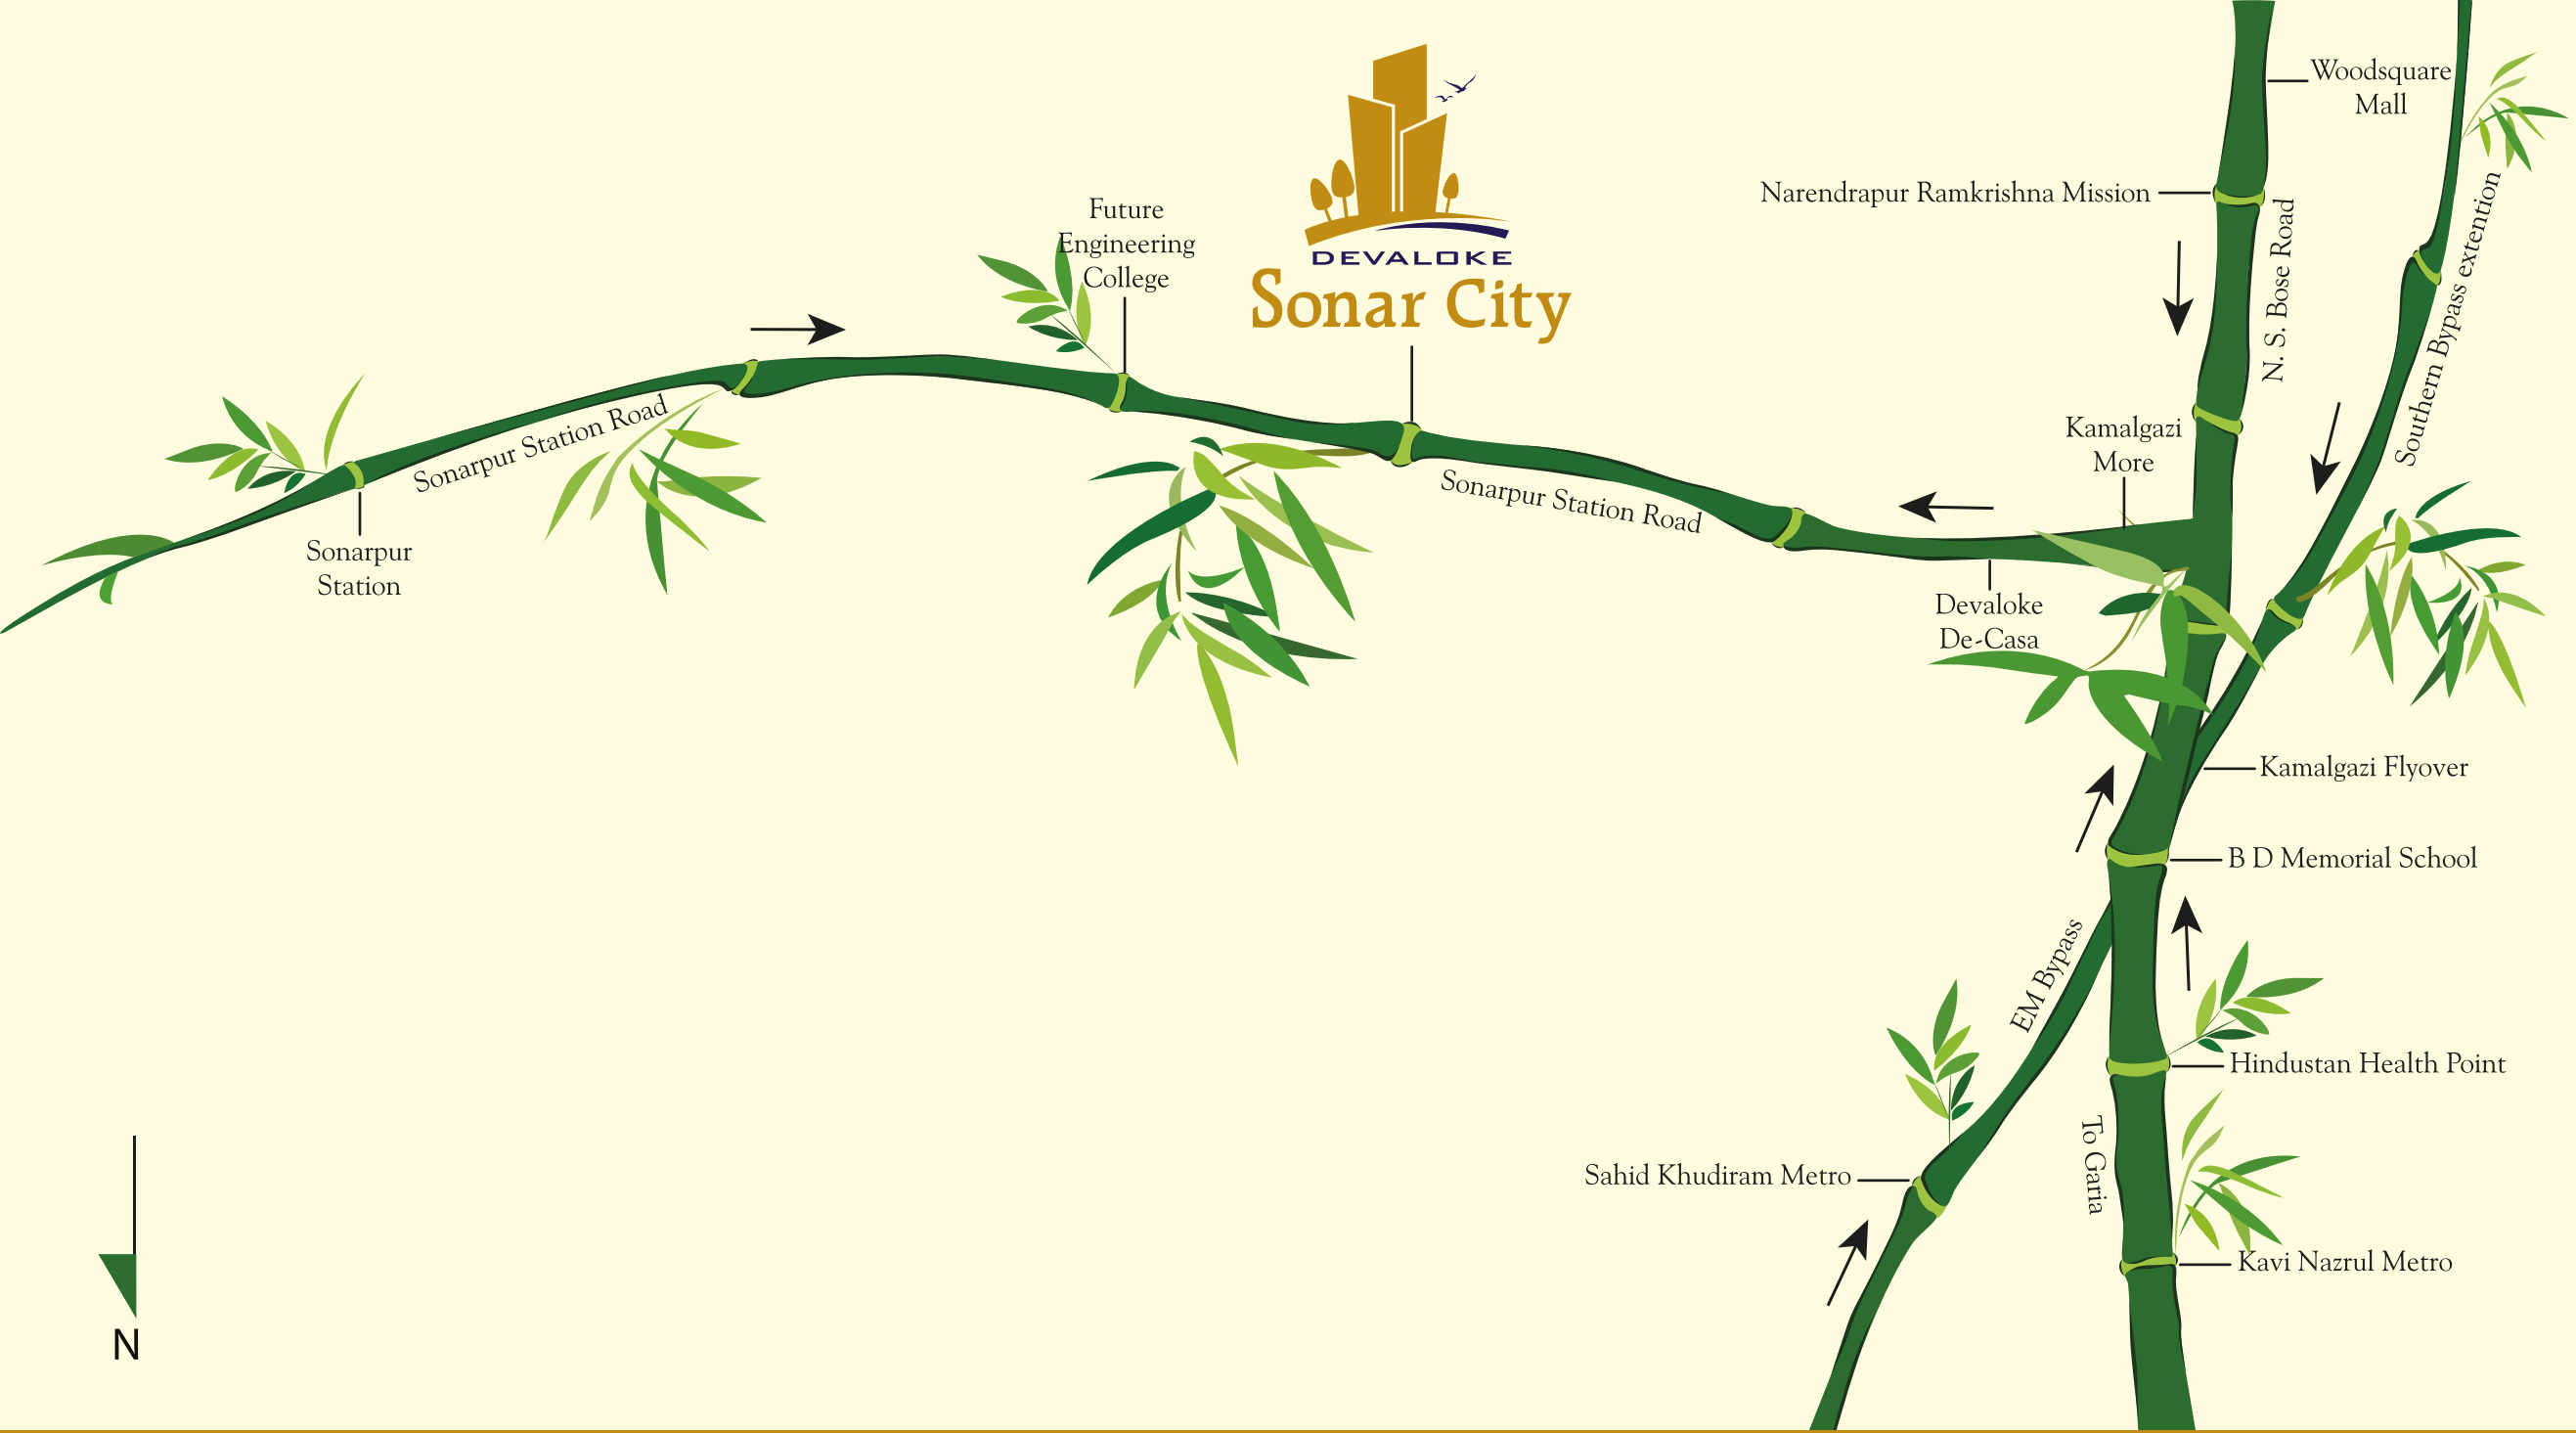 Woodsquare
Mall
Narendrapur Ramkrishna Mission
N. S. Bose Road
Southern Bypass extention
Future
Engineering
College
DEVALOKE
Sonar City
Sonarpur Station Road
Sonarpur
Station
Sonarpur Station Road
Kamalgazi
More
Devaloke
De-Casa
Kamalgazi Flyover
B D Memorial School
EM Bypass
Hindustan Health Point
To Garia
Sahid Khudiram Metro
Kavi Nazrul Metro
N